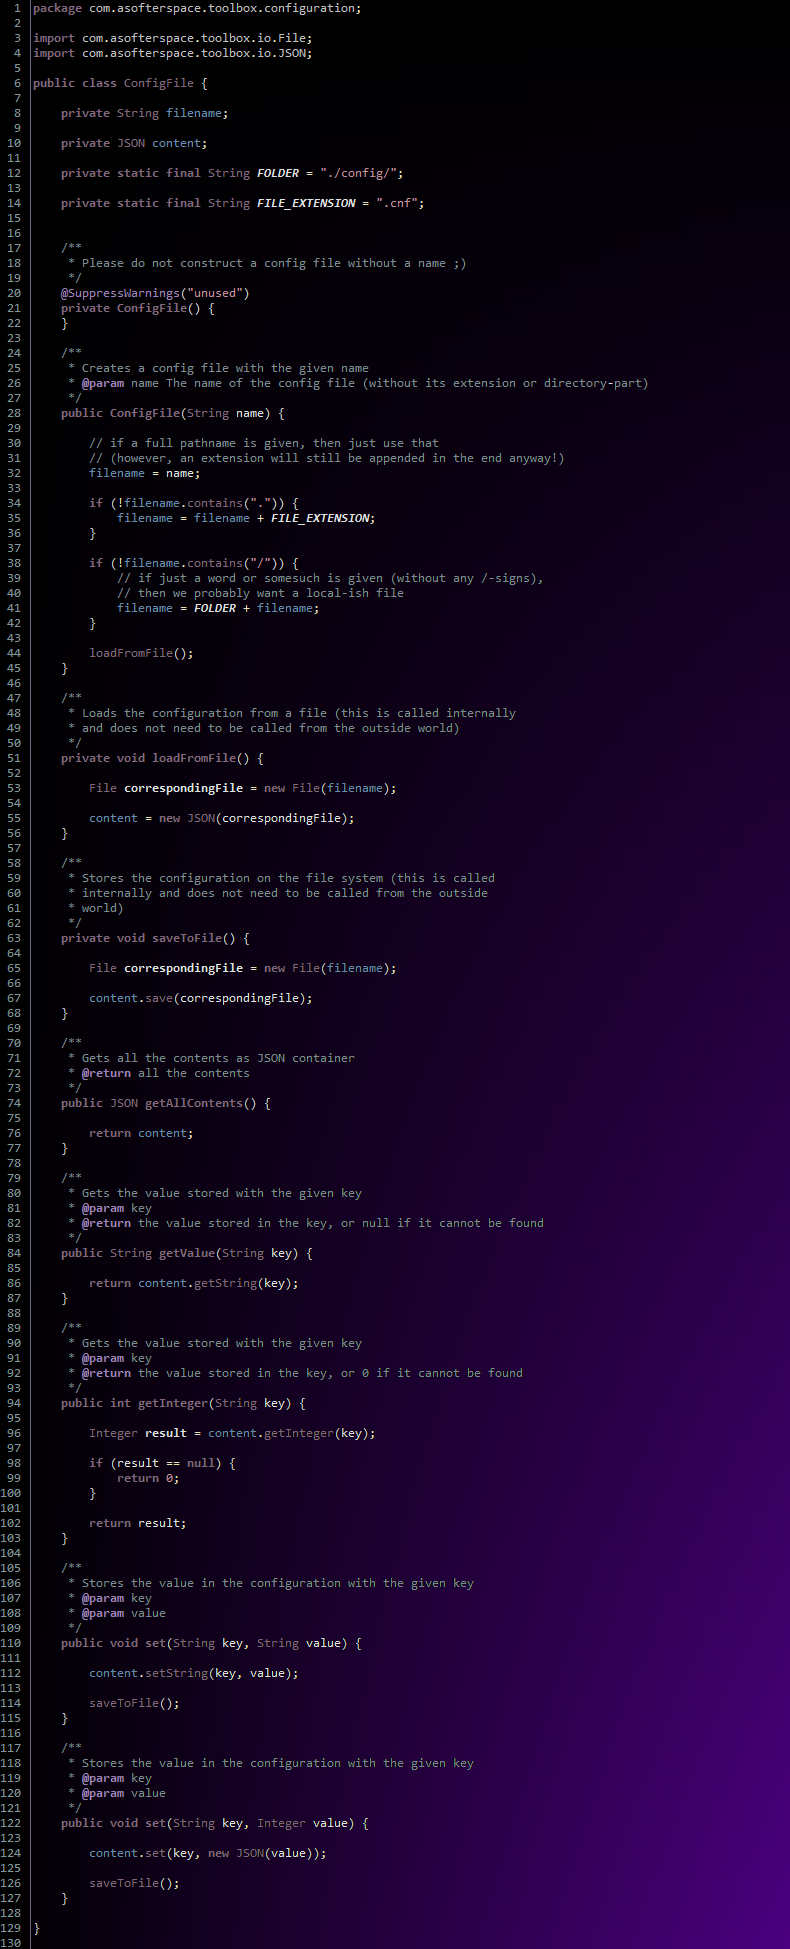 1 package com.asofterspace.toolbox.configuration;
2
3 import com.asofterspace.toolbox.io.File;
4 import com.asofterspace.toolbox.io.JSON;
5
6 public class ConfigFile {
7
8     private String filename;
9
10     private JSON content;
11
12     private static final String FOLDER = "./config/";
13
14     private static final String FILE_EXTENSION = ".cnf";
15
16
17     /**
18      * Please do not construct a config file without a name ;)
19      */
20     @SuppressWarnings("unused")
21     private ConfigFile() {
22     }
23
24     /**
25      * Creates a config file with the given name
26      * @param name The name of the config file (without its extension or directory-part)
27      */
28     public ConfigFile(String name) {
29
30         // if a full pathname is given, then just use that
31         // (however, an extension will still be appended in the end anyway!)
32         filename = name;
33
34         if (!filename.contains(".")) {
35             filename = filename + FILE_EXTENSION;
36         }
37
38         if (!filename.contains("/")) {
39             // if just a word or somesuch is given (without any /-signs),
40             // then we probably want a local-ish file
41             filename = FOLDER + filename;
42         }
43
44         loadFromFile();
45     }
46
47     /**
48      * Loads the configuration from a file (this is called internally
49      * and does not need to be called from the outside world)
50      */
51     private void loadFromFile() {
52
53         File correspondingFile = new File(filename);
54
55         content = new JSON(correspondingFile);
56     }
57
58     /**
59      * Stores the configuration on the file system (this is called
60      * internally and does not need to be called from the outside
61      * world)
62      */
63     private void saveToFile() {
64
65         File correspondingFile = new File(filename);
66
67         content.save(correspondingFile);
68     }
69
70     /**
71      * Gets all the contents as JSON container
72      * @return all the contents
73      */
74     public JSON getAllContents() {
75
76         return content;
77     }
78
79     /**
80      * Gets the value stored with the given key
81      * @param key
82      * @return the value stored in the key, or null if it cannot be found
83      */
84     public String getValue(String key) {
85
86         return content.getString(key);
87     }
88
89     /**
90      * Gets the value stored with the given key
91      * @param key
92      * @return the value stored in the key, or 0 if it cannot be found
93      */
94     public int getInteger(String key) {
95
96         Integer result = content.getInteger(key);
97
98         if (result == null) {
99             return 0;
100         }
101
102         return result;
103     }
104
105     /**
106      * Stores the value in the configuration with the given key
107      * @param key
108      * @param value
109      */
110     public void set(String key, String value) {
111
112         content.setString(key, value);
113
114         saveToFile();
115     }
116
117     /**
118      * Stores the value in the configuration with the given key
119      * @param key
120      * @param value
121      */
122     public void set(String key, Integer value) {
123
124         content.set(key, new JSON(value));
125
126         saveToFile();
127     }
128
129 }
130